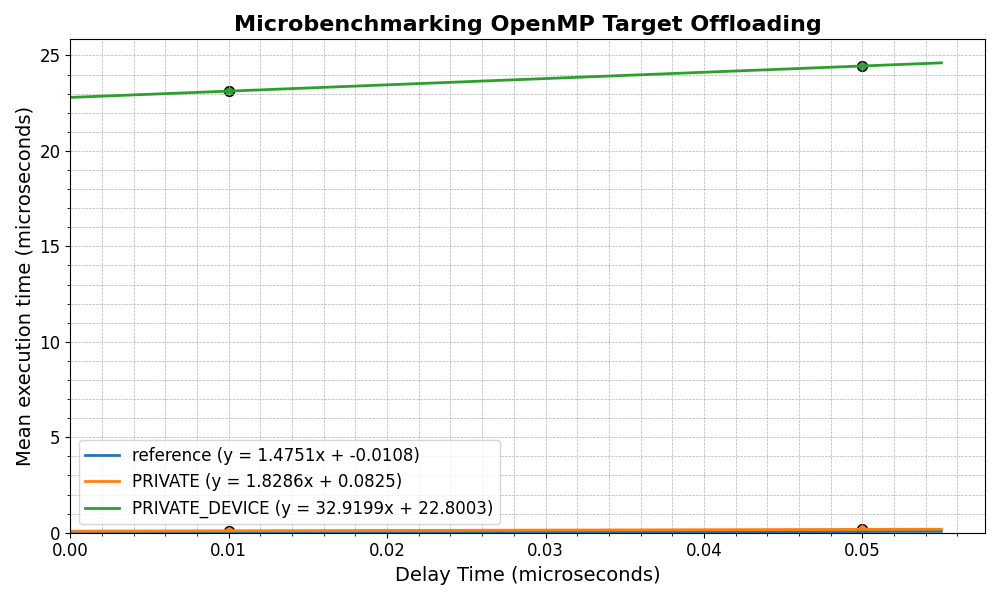 Microbenchmarking OpenMP Target Offloading
Mean execution time (microseconds)
25
20
15
10
5
0
reference (y = 1.4751x + -0.0108)
PRIVATE (y = 1.8286x + 0.0825)
PRIVATE_DEVICE (y = 32.9199x + 22.8003)
0.00 0.01 0.02 0.03 0.04 0.05
Delay Time (microseconds)